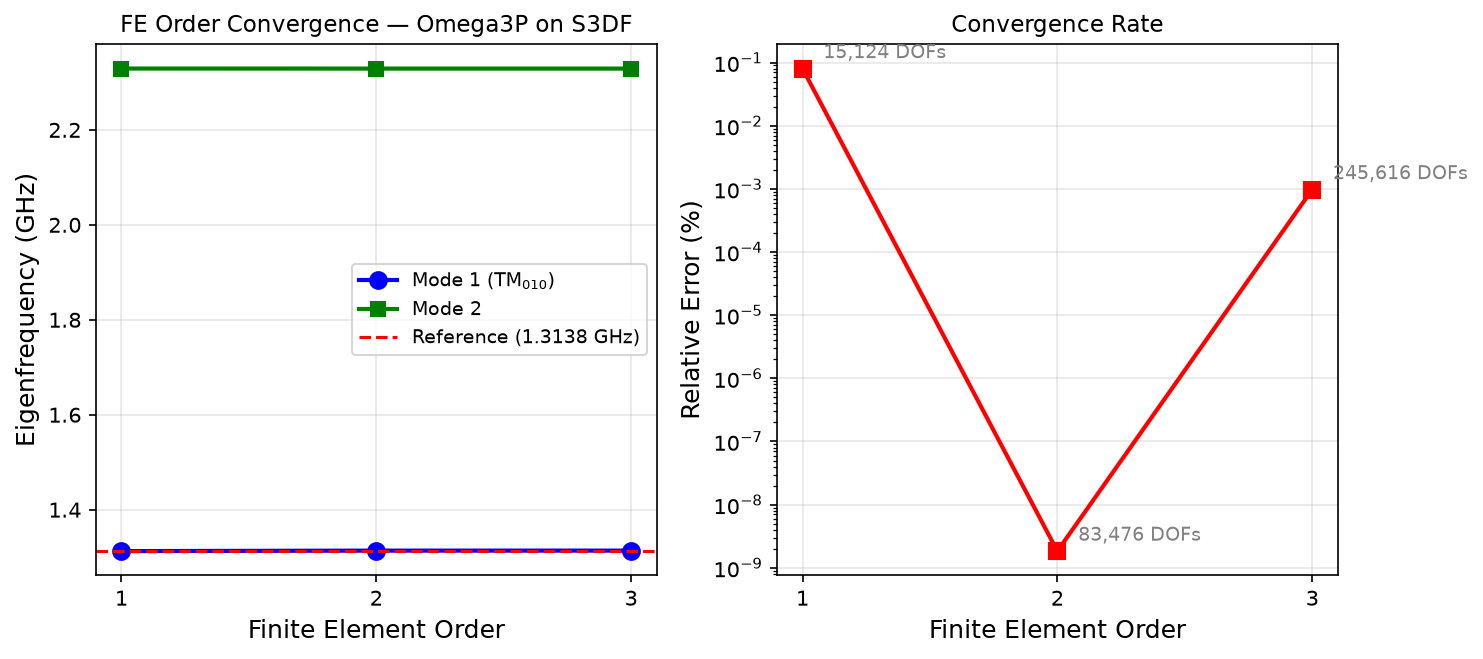 FE Order Convergence — Omega3P on S3DF
Eigenfrequency (GHz)
2.2
2.0
1.8
1.6
1.4
Mode 1 (TM₀₁₀)
Mode 2
Reference (1.3138 GHz)
1 2 3
Finite Element Order
Convergence Rate
Relative Error (%)
10⁻¹
10⁻²
10⁻³
10⁻⁴
10⁻⁵
10⁻⁶
10⁻⁷
10⁻⁸
10⁻⁹
15,124 DOFs
245,616 DOFs
83,476 DOFs
1 2 3
Finite Element Order